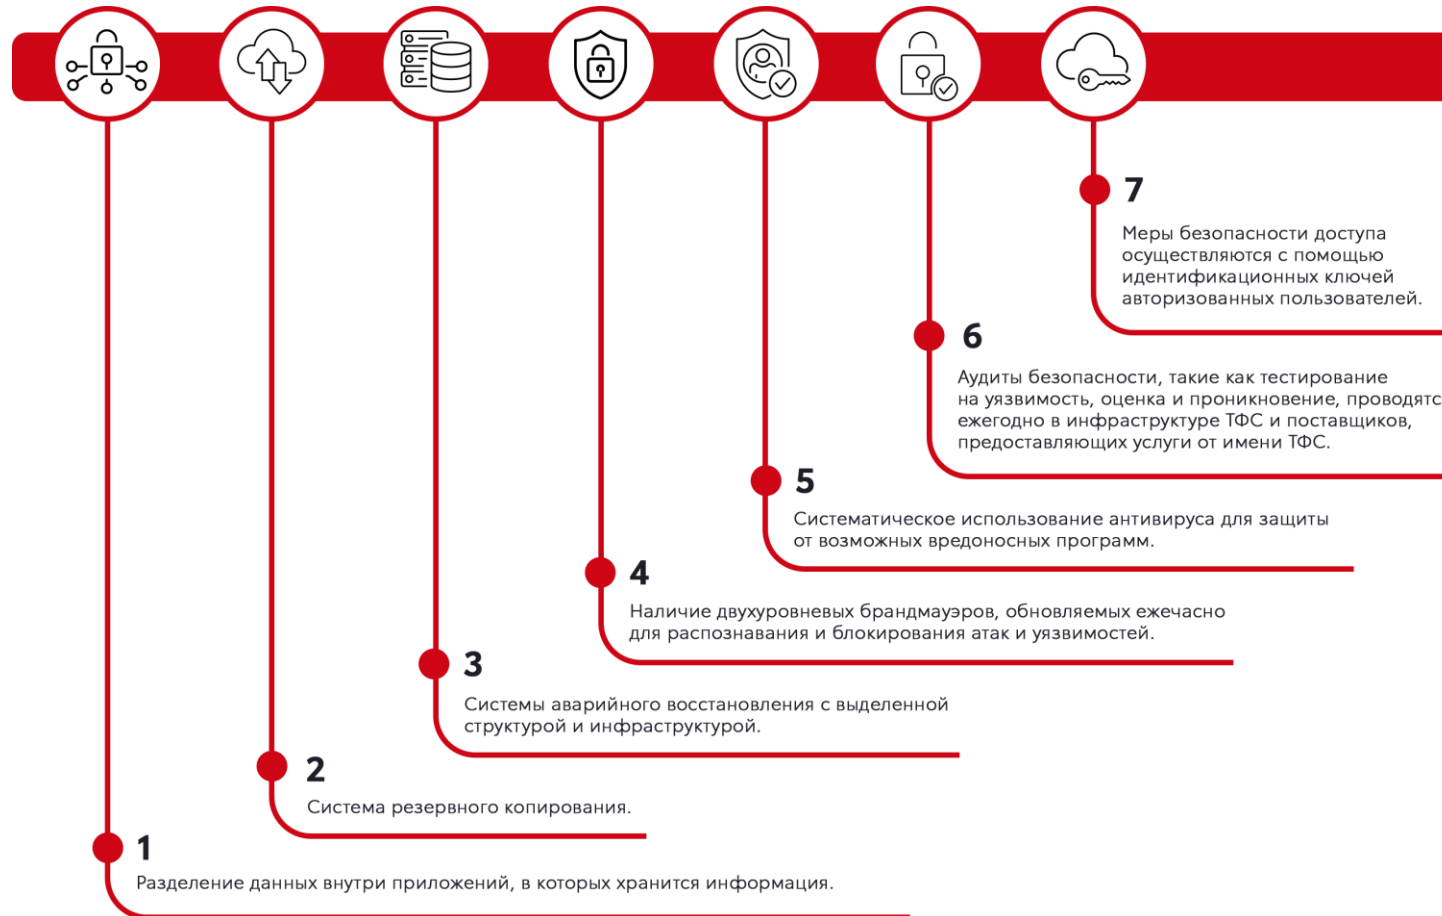 7
Меры безопасности доступа
осуществляются с помощью
идентификационных ключей
авторизованных пользователей.
6
Аудиты безопасности, такие как тестирование
на уязвимость, оценка и проникновение, проводятс
ежегодно в инфраструктуре ТФС и поставщиков,
предоставляющих услуги от имени ТФС.
5
Систематическое использование антивируса для защиты
от возможных вредоносных программ.
4
Наличие двухуровневых брандмауэров, обновляемых ежечасно
для распознавания и блокирования атак и уязвимостей.
3
Системы аварийного восстановления с выделенной
структурой и инфраструктурой.
2
Система резервного копирования.
1
Разделение данных внутри приложений, в которых хранится информация.